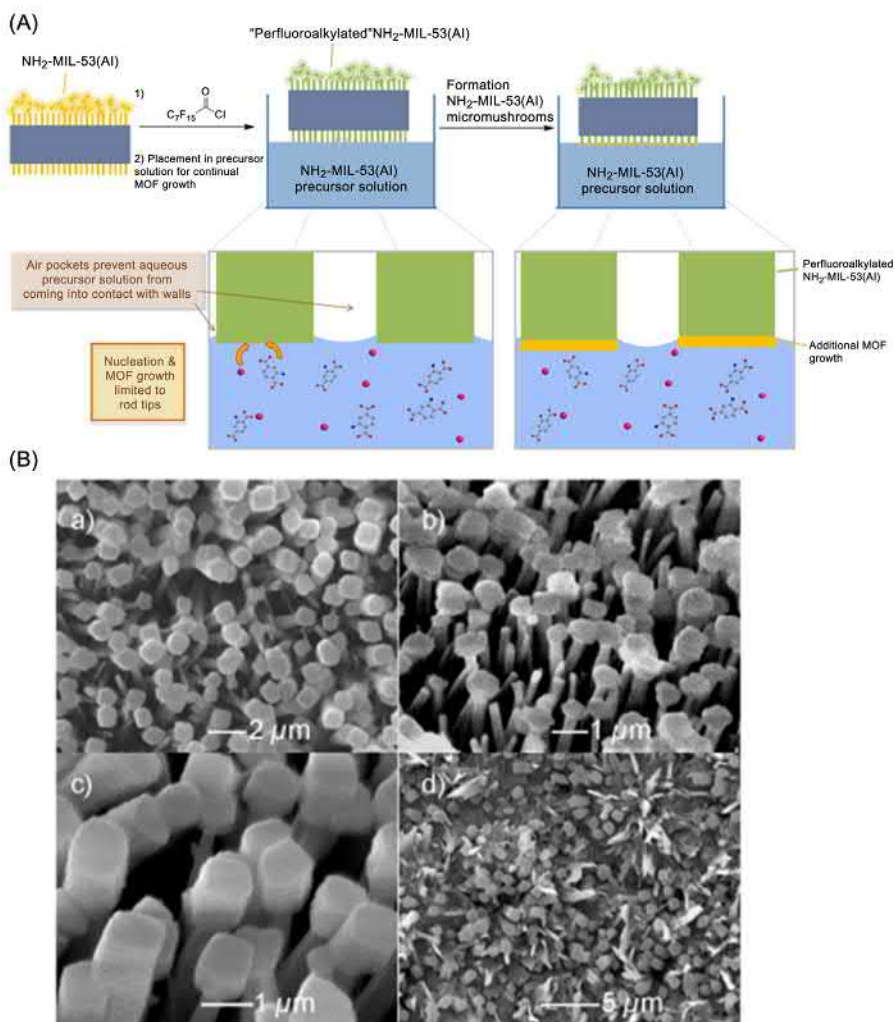 (A)
NH₂-MIL-53(Al)
"Perfluoroalkylated"NH₂-MIL-53(Al)
1)
O
C₇F₁₅
Cl
2) Placement in precursor
solution for continual
MOF growth
Formation
NH₂-MIL-53(Al)
micromushrooms
NH₂-MIL-53(Al)
precursor solution
NH₂-MIL-53(Al)
precursor solution
Air pockets prevent aqueous
precursor solution from
coming into contact with walls
Nucleation &
MOF growth
limited to
rod tips
Perfluoroalkylated
NH₂-MIL-53(Al)
Additional MOF
growth
(B)
a)
2 µm
b)
1 µm
c)
1 µm
d)
5 µm